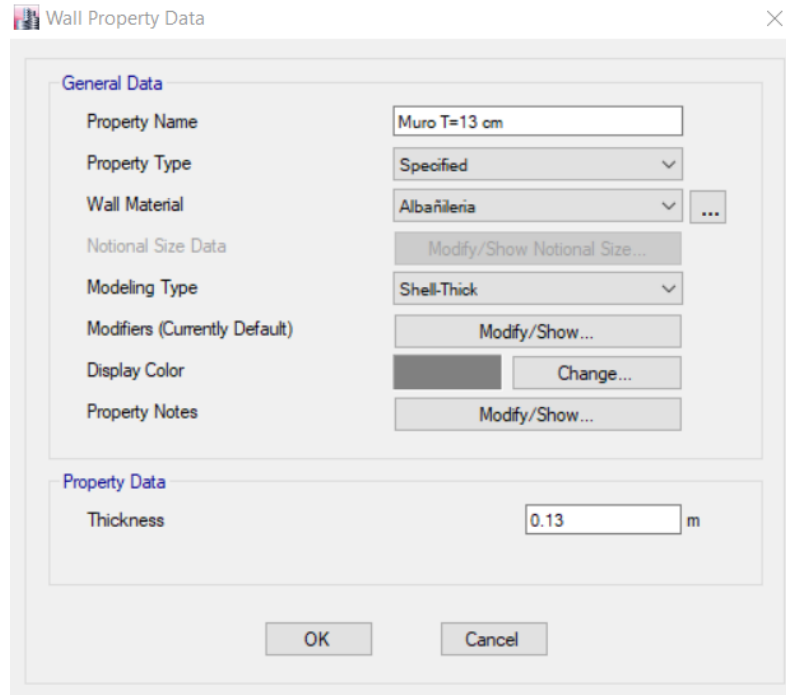 Wall Property Data
General Data
Property Name Muro T=13 cm
Property Type Specified
Wall Material Albañileria ...
Notional Size Data Modify/Show Notional Size...
Modeling Type Shell-Thick
Modifiers (Currently Default) Modify/Show...
Display Color Change...
Property Notes Modify/Show...
Property Data
Thickness 0.13 m
OK Cancel